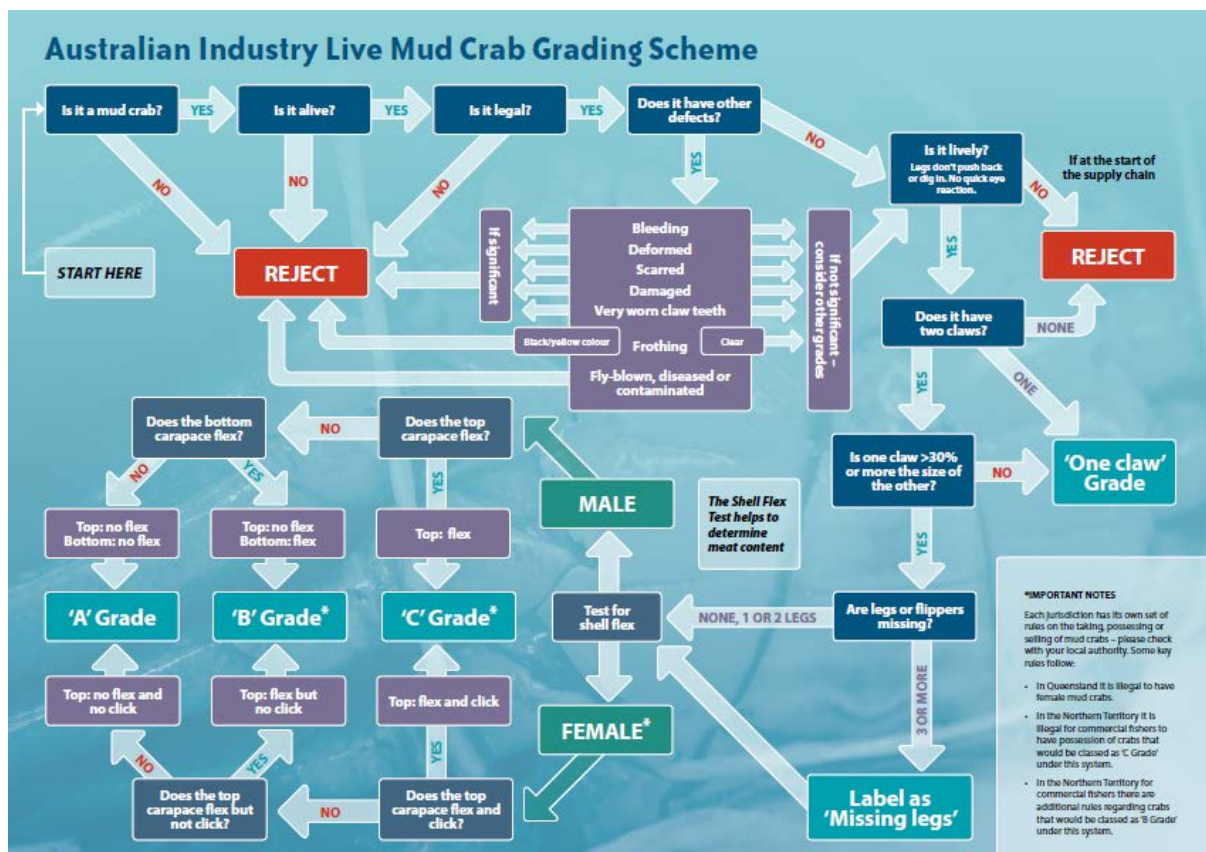 Australian Industry Live Mud Crab Grading Scheme
Is it a mud crab?
YES
Is it alive?
YES
Is it legal?
YES
Does it have other
defects?
NO
NO
NO
NO
YES
Is it lively?
Legs don't push back
or dig in. No quick eye
reaction.
NO
If at the start of
the supply chain
START HERE
REJECT
If significant
Bleeding
Deformed
Scarred
Damaged
Very worn claw teeth
Black/yellow colour
Frothing
Clear
Fly-blown, diseased or
contaminated
If not significant –
consider other grades
YES
REJECT
Does it have
two claws?
NONE
YES
ONE
Does the bottom
carapace flex?
NO
Does the top
carapace flex?
NO
YES
YES
MALE
The Shell Flex
Test helps to
determine
meat content
Is one claw >30%
or more the size of
the other?
NO
'One claw'
Grade
Top: no flex
Bottom: no flex
Top: no flex
Bottom: flex
Top: flex
YES
'A' Grade
'B' Grade*
'C' Grade*
Test for
shell flex
NONE, 1 OR 2 LEGS
Are legs or flippers
missing?
Top: no flex and
no click
Top: flex but
no click
Top: flex and click
FEMALE*
3 OR MORE
NO
YES
YES
Does the top
carapace flex but
not click?
NO
Does the top
carapace flex and
click?
Label as
'Missing legs'
*IMPORTANT NOTES
Each jurisdiction has its own set of
rules on the taking, possessing or
selling of mud crabs – please check
with your local authority. Some key
rules follow:
• In Queensland it is illegal to have
female mud crabs.
• In the Northern Territory it is
illegal for commercial fishers to
have possession of crabs that
would be classed as 'C Grade'
under this system.
• In the Northern Territory for
commercial fishers there are
additional rules regarding crabs
that would be classed as 'B Grade'
under this system.